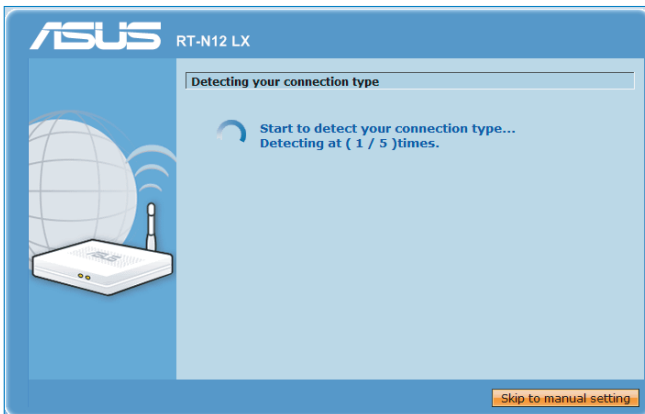 ASUS RT-N12 LX
Detecting your connection type
Start to detect your connection type...
Detecting at ( 1 / 5 )times.
ASUS
Skip to manual setting